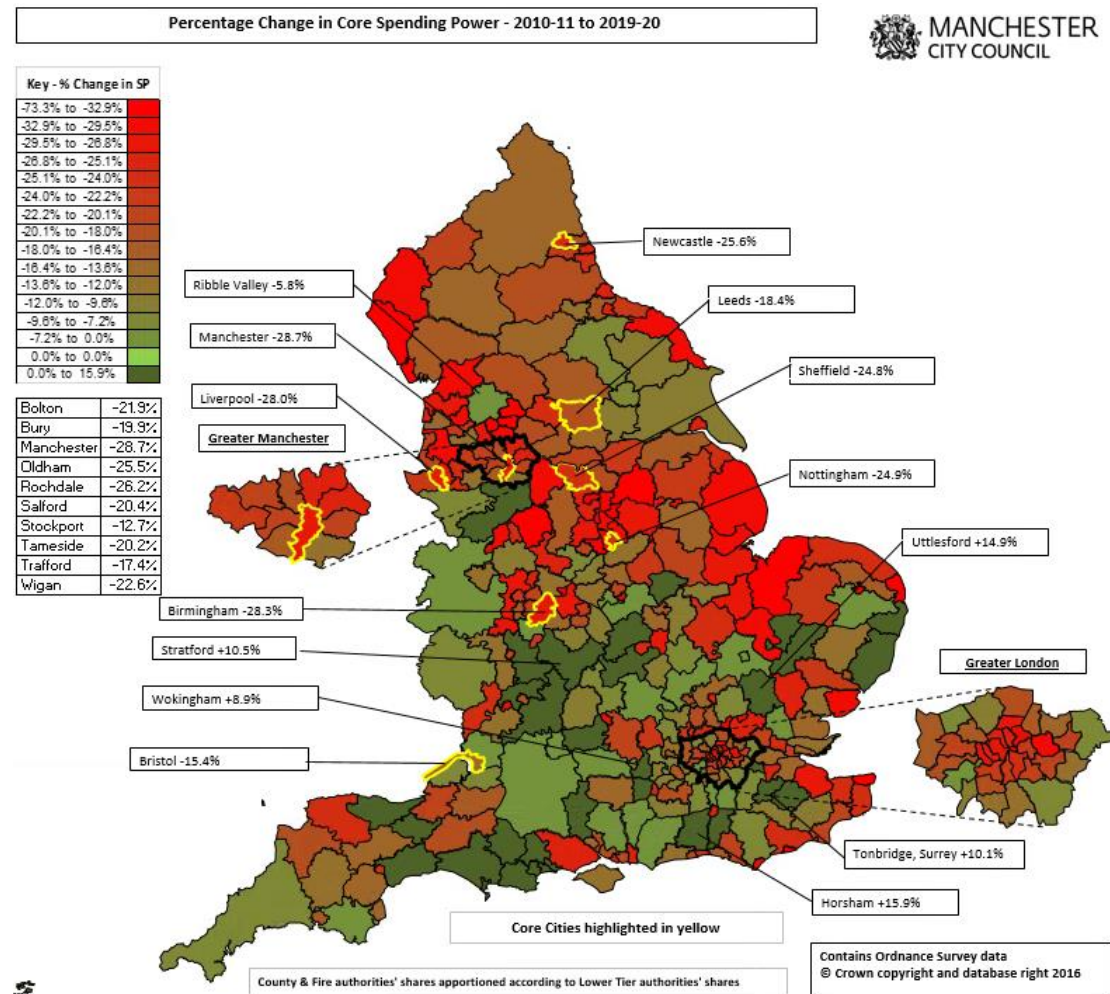 Percentage Change in Core Spending Power - 2010-11 to 2019-20
MANCHESTER
CITY COUNCIL
Key - % Change in SP
-73.3% to -32.9%
-32.9% to -29.5%
-29.5% to -26.8%
-26.8% to -25.1%
-25.1% to -24.0%
-24.0% to -22.2%
-22.2% to -20.1%
-20.1% to -18.0%
-18.0% to -16.4%
-16.4% to -13.6%
-13.6% to -12.0%
-12.0% to -9.6%
-9.6% to -7.2%
-7.2% to 0.0%
0.0% to 0.0%
0.0% to 15.9%
Newcastle -25.6%
Ribble Valley -5.8%
Leeds -18.4%
Manchester -28.7%
Sheffield -24.8%
Liverpool -28.0%
Bolton -21.9%
Bury -19.9%
Manchester -28.7%
Oldham -25.5%
Rochdale -26.2%
Salford -20.4%
Stockport -12.7%
Tameside -20.2%
Trafford -17.4%
Wigan -22.6%
Greater Manchester
Nottingham -24.9%
Uttlesford +14.9%
Birmingham -28.3%
Stratford +10.5%
Greater London
Wokingham +8.9%
Bristol -15.4%
Tonbridge, Surrey +10.1%
Horsham +15.9%
Core Cities highlighted in yellow
Contains Ordnance Survey data
© Crown copyright and database right 2016
County & Fire authorities' shares apportioned according to Lower Tier authorities' shares